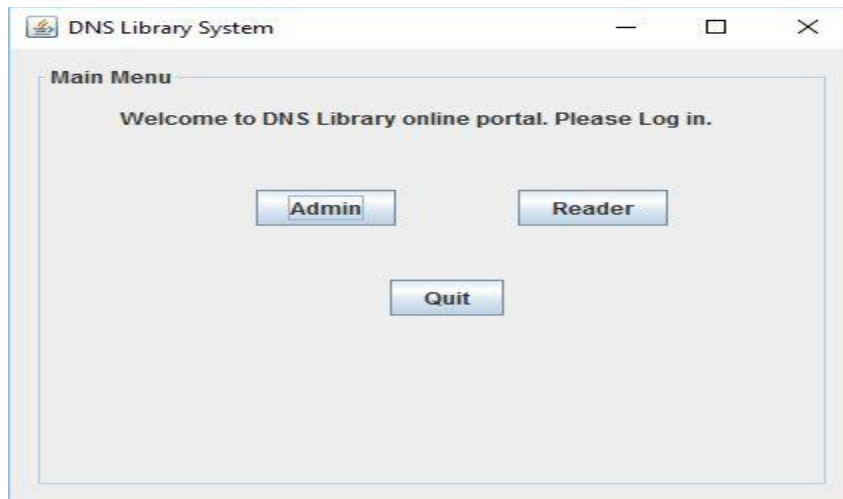 DNS Library System
Main Menu
Welcome to DNS Library online portal. Please Log in.
Admin
Reader
Quit